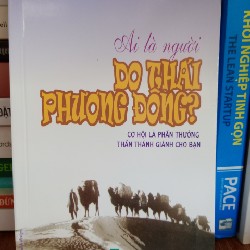 Ai là người
DO THÁI
PHƯƠNG ĐÔNG?
CƠ HỘI LÀ PHẦN THƯỞNG
THẦN THÁNH GIÀNH CHO BẠN
KHỞI NGHIỆP TINH GỌN
THE LEAN STARTUP
PACE